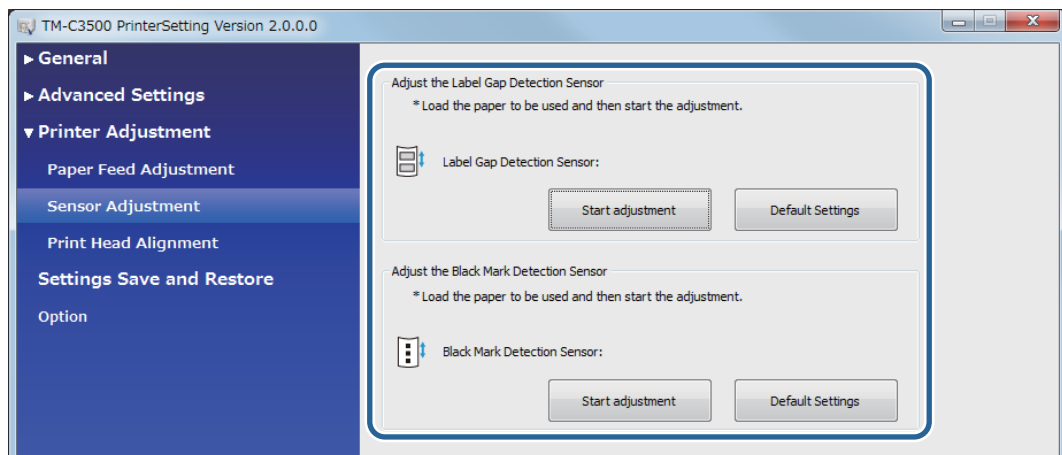 TM-C3500 PrinterSetting Version 2.0.0.0
General
Advanced Settings
Printer Adjustment
Paper Feed Adjustment
Sensor Adjustment
Print Head Alignment
Settings Save and Restore
Option
Adjust the Label Gap Detection Sensor
*Load the paper to be used and then start the adjustment.
Label Gap Detection Sensor:
Start adjustment
Default Settings
Adjust the Black Mark Detection Sensor
*Load the paper to be used and then start the adjustment.
Black Mark Detection Sensor:
Start adjustment
Default Settings